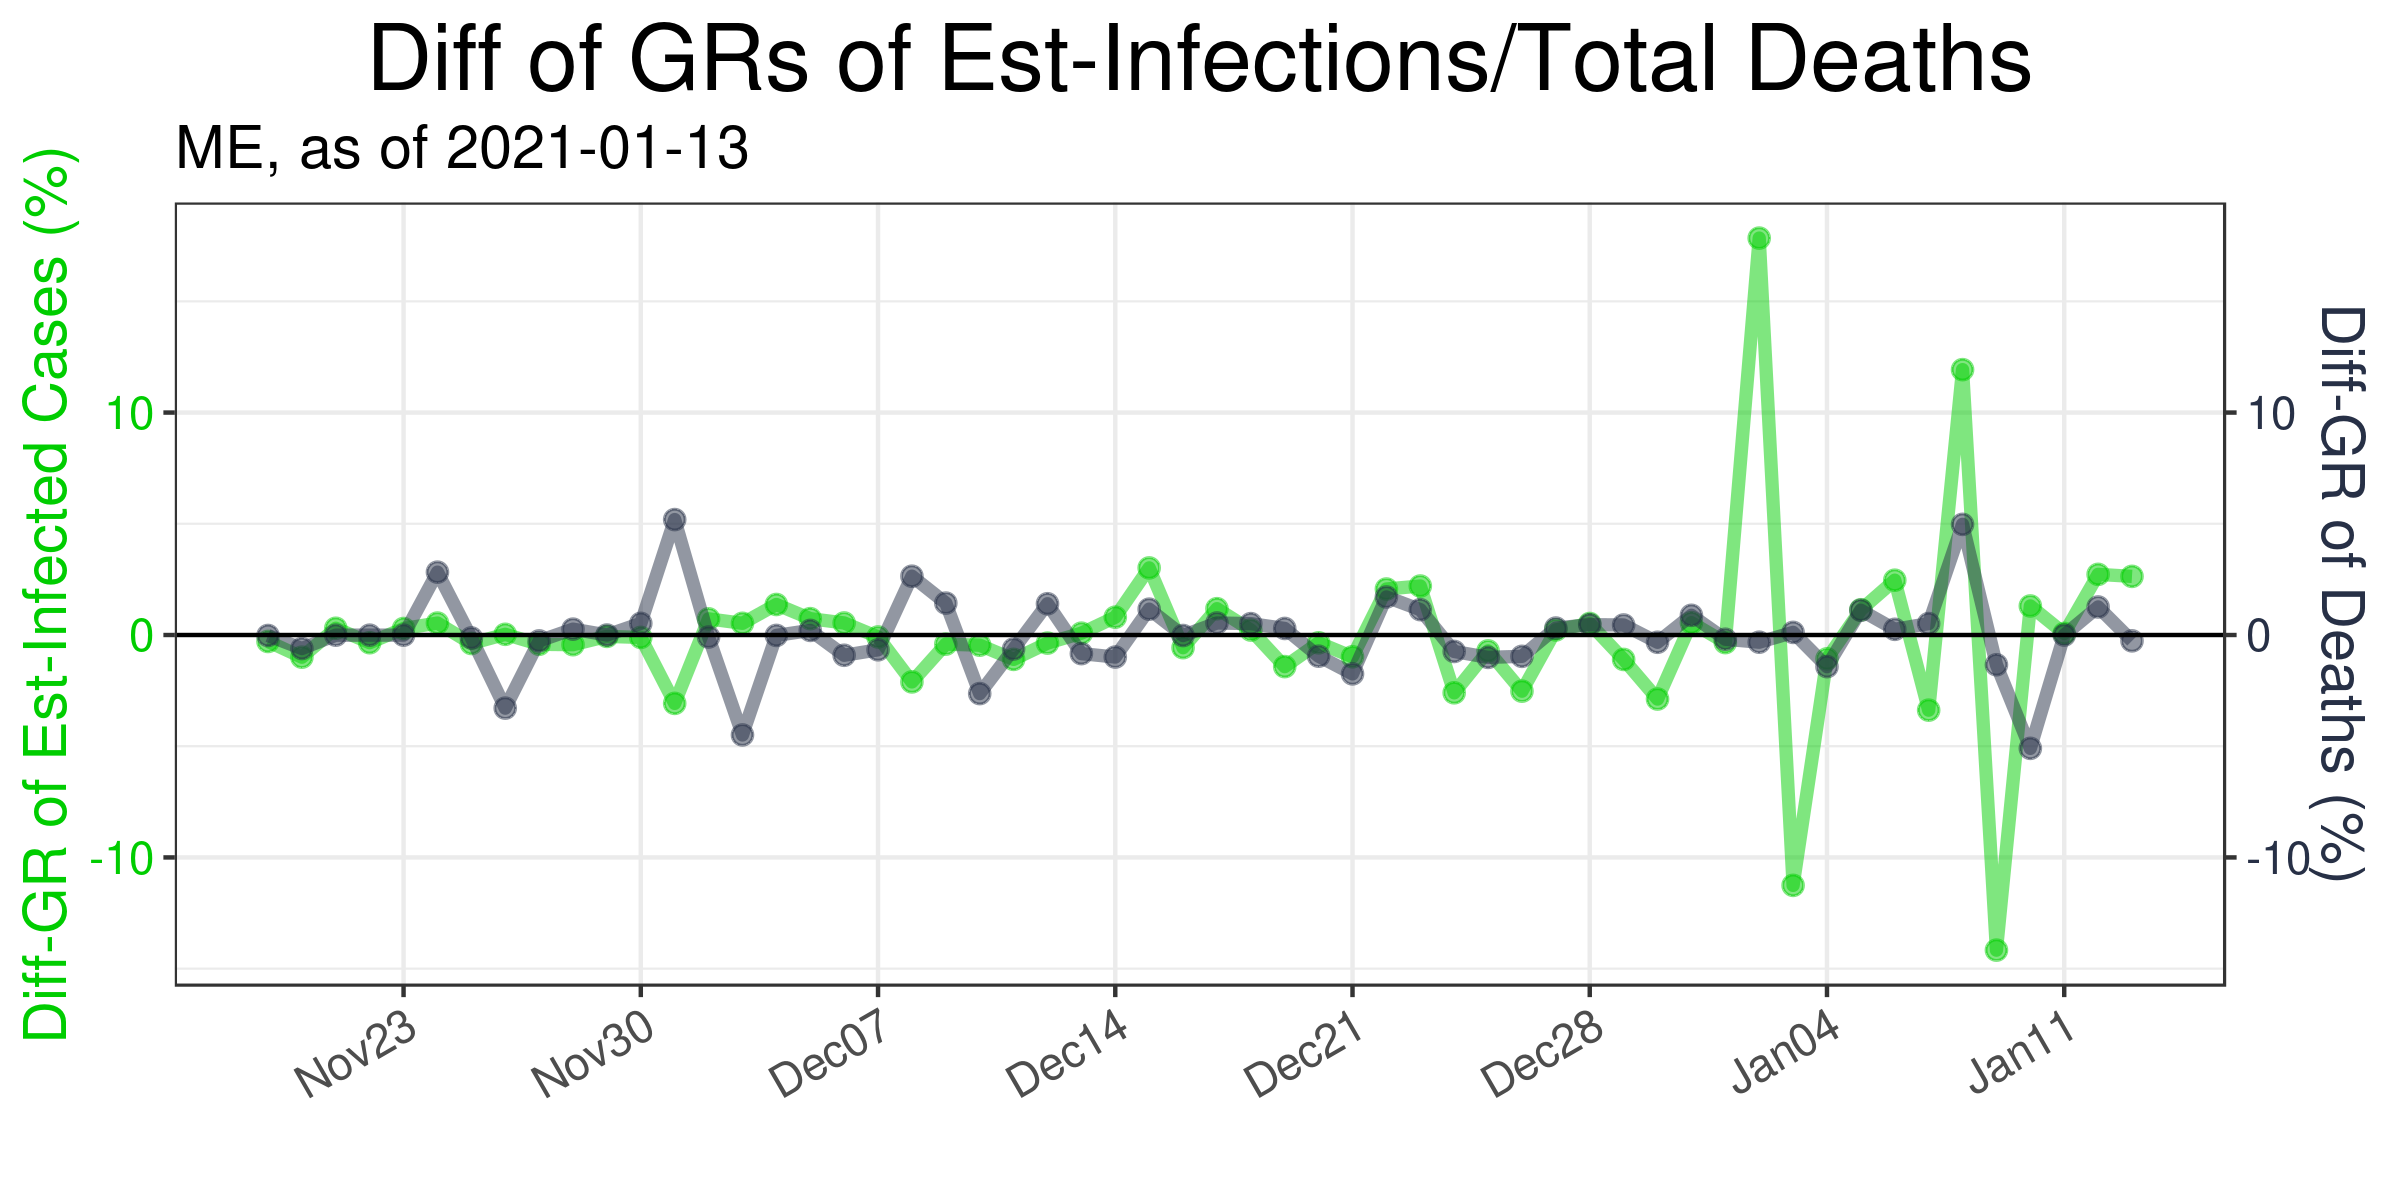 Diff of GRs of Est-Infections/Total Deaths
ME, as of 2021-01-13
Diff-GR of Est-Infected Cases (%)
10
0
-10
10
0
-10
Diff-GR of Deaths (%)
Nov23
Nov30
Dec07
Dec14
Dec21
Dec28
Jan04
Jan11